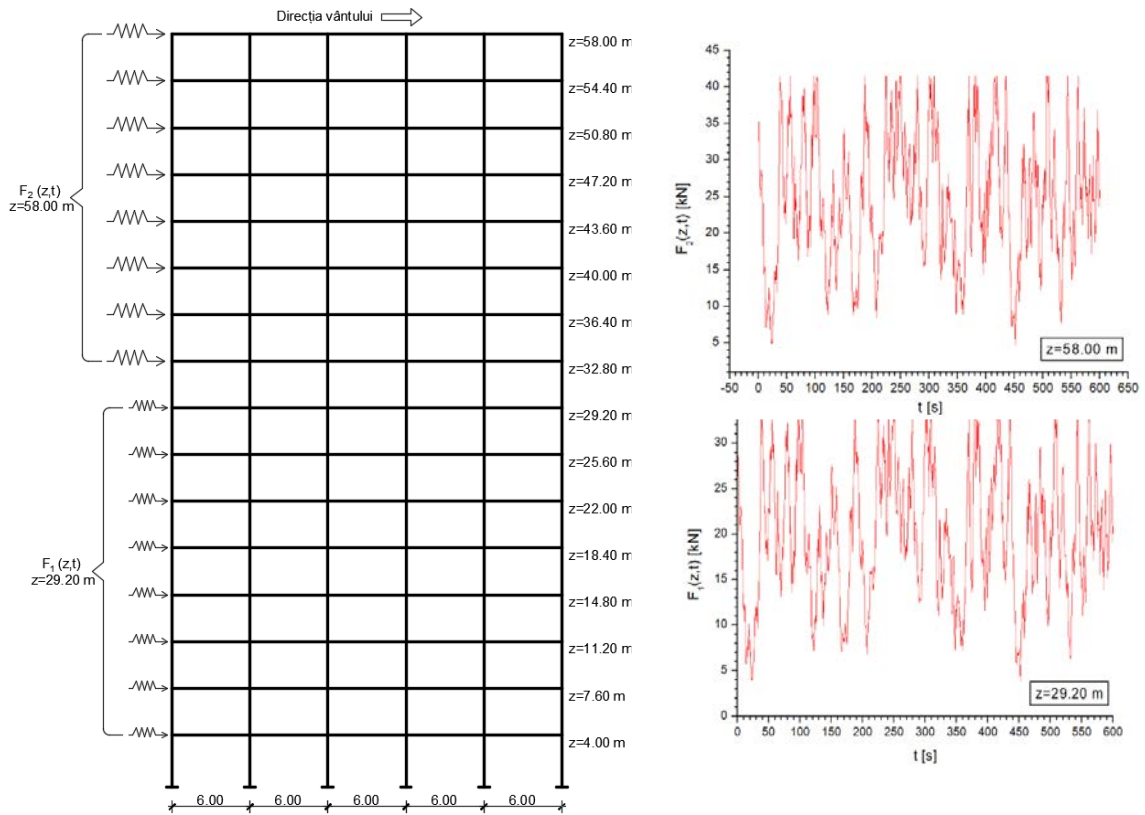 Direcția vântului
z=58.00 m
z=54.40 m
z=50.80 m
z=47.20 m
z=43.60 m
z=40.00 m
z=36.40 m
z=32.80 m
z=29.20 m
z=25.60 m
z=22.00 m
z=18.40 m
z=14.80 m
z=11.20 m
z=7.60 m
z=4.00 m
F₂ (z,t)
z=58.00 m
F₁ (z,t)
z=29.20 m
6.00 6.00 6.00 6.00 6.00
F₂(z,t) [kN]
45
40
35
30
25
20
15
10
5
z=58.00 m
-50 0 50 100 150 200 250 300 350 400 450 500 550 600 650
t [s]
F₁(z,t) [kN]
30
25
20
15
10
5
0
z=29.20 m
0 50 100 150 200 250 300 350 400 450 500 550 600
t [s]